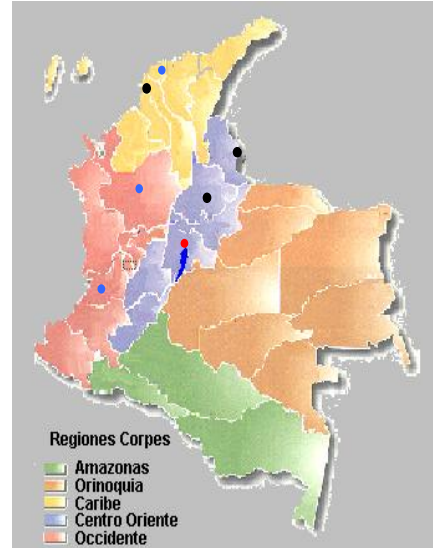 Regiones Corpes
Amazonas
Orinoquia
Caribe
Centro Oriente
Occidente